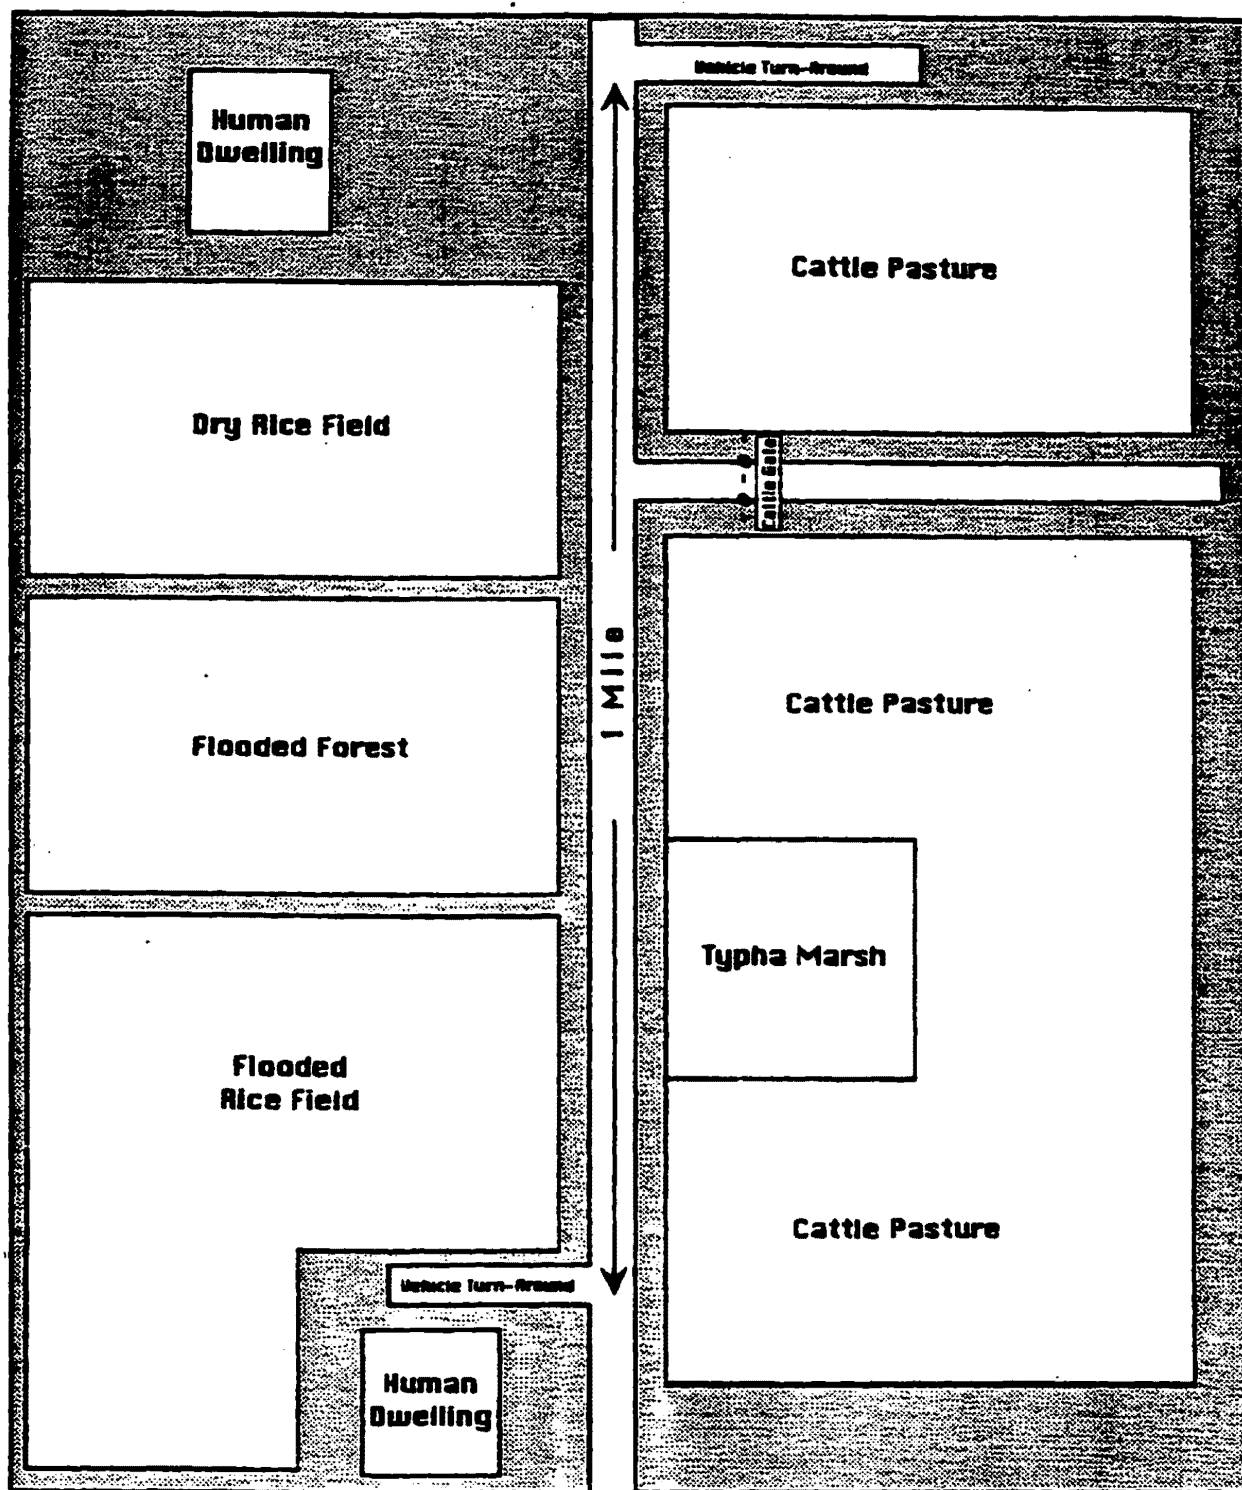 Vehicle Turn-Around
Human
Dwelling
Cattle Pasture
Dry Rice Field
Cattle Gate
1 Mile
Cattle Pasture
Flooded Forest
Typha Marsh
Flooded
Rice Field
Cattle Pasture
Vehicle Turn-Around
Human
Dwelling